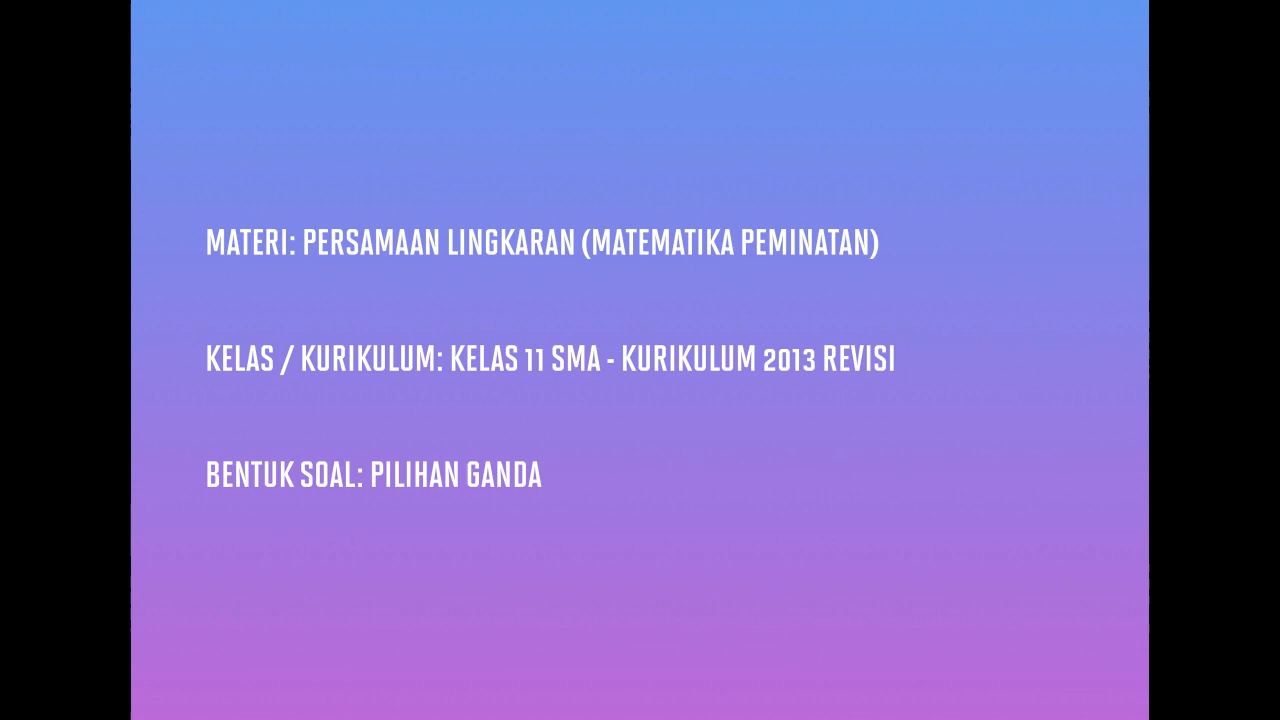 MATERI: PERSAMAAN LINGKARAN (MATEMATIKA PEMINATAN)
KELAS / KURIKULUM: KELAS 11 SMA - KURIKULUM 2013 REVISI
BENTUK SOAL: PILIHAN GANDA